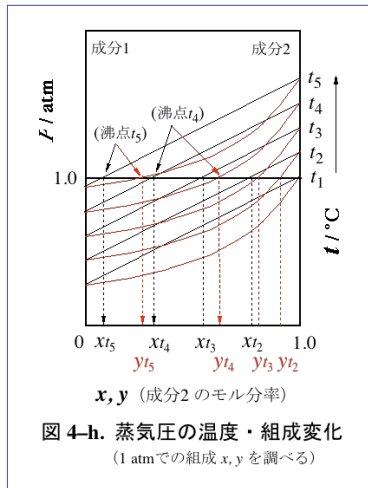 成分1 成分2
t5
(沸点t4) t4
(沸点t5) t3
P / atm
t2
1.0 t1
t / °C
0 xt5 xt4 xt3 xt2 1.0
yt5 yt4 yt3 yt2
x, y (成分2 のモル分率)
図 4–h. 蒸気圧の温度・組成変化
(1 atmでの組成 x, y を調べる)